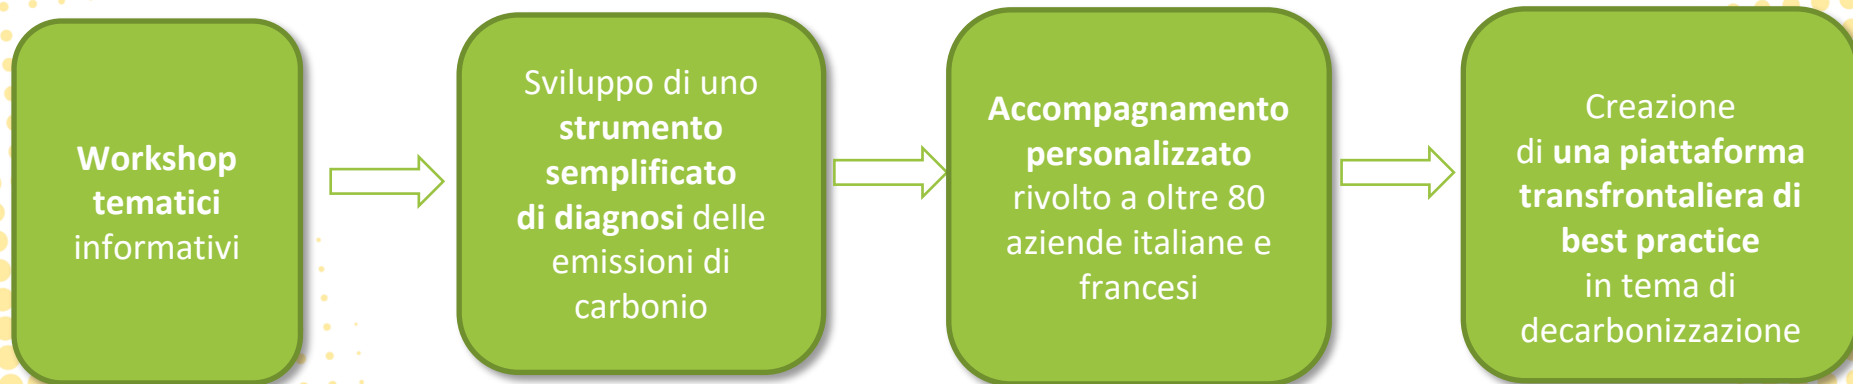 Workshop
tematici
informativi
Sviluppo di uno
strumento
semplificato
di diagnosi delle
emissioni di
carbonio
Accompagnamento
personalizzato
rivolto a oltre 80
aziende italiane e
francesi
Creazione
di una piattaforma
transfrontaliera di
best practice
in tema di
decarbonizzazione